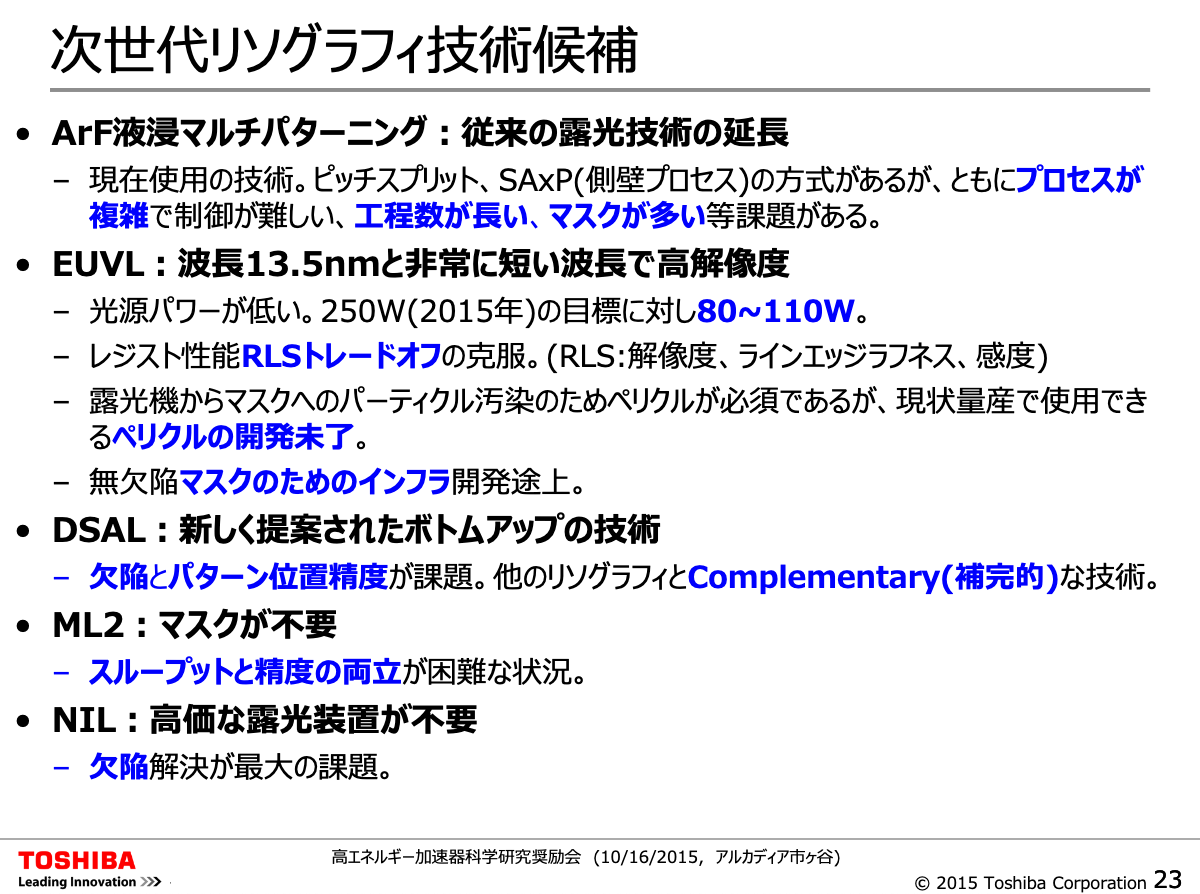 次世代リソグラフィ技術候補
• ArF液浸マルチパターニング：従来の露光技術の延長
– 現在使用の技術。ピッチスプリット、SAxP(側壁プロセス)の方式があるが、ともにプロセスが
複雑で制御が難しい、工程数が長い、マスクが多い等課題がある。
• EUVL：波長13.5nmと非常に短い波長で高解像度
– 光源パワーが低い。250W(2015年)の目標に対し80~110W。
– レジスト性能RLSトレードオフの克服。(RLS:解像度、ラインエッジラフネス、感度)
– 露光機からマスクへのパーティクル汚染のためペリクルが必須であるが、現状量産で使用でき
るペリクルの開発未了。
– 無欠陥マスクのためのインフラ開発途上。
• DSAL：新しく提案されたボトムアップの技術
– 欠陥とパターン位置精度が課題。他のリソグラフィとComplementary(補完的)な技術。
• ML2：マスクが不要
– スループットと精度の両立が困難な状況。
• NIL：高価な露光装置が不要
– 欠陥解決が最大の課題。
TOSHIBA
Leading Innovation >>>
高エネルギー加速器科学研究奨励会 (10/16/2015, アルカディア市ヶ谷)
© 2015 Toshiba Corporation 23